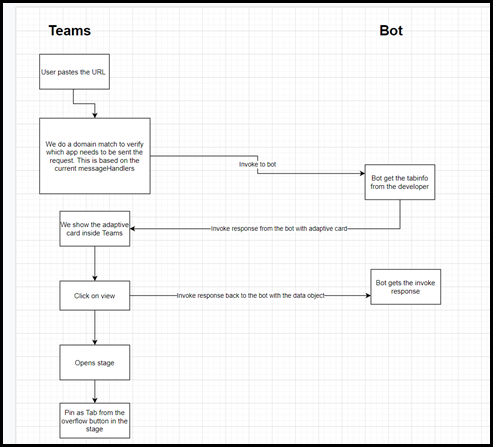 Teams
Bot
User pastes the URL
We do a domain match to verify
which app needs to be sent the
request. This is based on the
current messageHandlers
Invoke to bot
Bot get the tabinfo
from the developer
We show the adaptive
card inside Teams
Invoke response from the bot with adaptive card
Click on view
Invoke response back to the bot with the data object
Bot gets the invoke
response
Opens stage
Pin as Tab from the
overflow button in the
stage